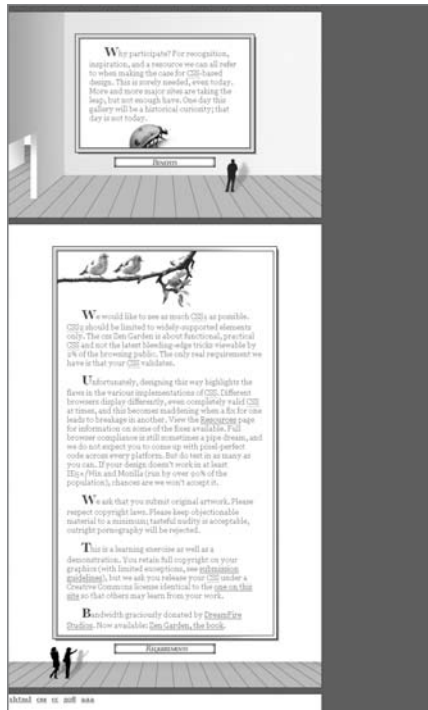 Why participate? For recognition,
inspiration, and a resource we can all refer
to when making the case for CSS-based
design. This is sorely needed, even today.
More and more major sites are taking the
leap, but not enough have. One day this
gallery will be a historical curiosity; that
day is not today.
Benefits
We would like to see as much CSS1 as possible.
CSS2 should be limited to widely-supported elements
only. The css Zen Garden is about functional, practical
CSS and not the latest bleeding-edge tricks viewable by
2% of the browsing public. The only real requirement we
have is that your CSS validates.
Unfortunately, designing this way highlights the
flaws in the various implementations of CSS. Different
browsers display differently, even completely valid CSS
at times, and this becomes maddening when a fix for one
leads to breakage in another. View the Resources page
for information on some of the fixes available. Full
browser compliance is still sometimes a pipe dream, and
we do not expect you to come up with pixel-perfect
code across every platform. But do test in as many as
you can. If your design doesn't work in at least
IE5+/Win and Mozilla (run by over 90% of the
population), chances are we won't accept it.
We ask that you submit original artwork. Please
respect copyright laws. Please keep objectionable
material to a minimum; tasteful nudity is acceptable,
outright pornography will be rejected.
This is a learning exercise as well as a
demonstration. You retain full copyright on your
graphics (with limited exceptions, see submission
guidelines), but we ask you release your CSS under a
Creative Commons license identical to the one on this
site so that others may learn from your work.
Bandwidth graciously donated by DreamFire
Studios. Now available: Zen Garden, the book.
Requirements
xhtml css cc 508 aaa